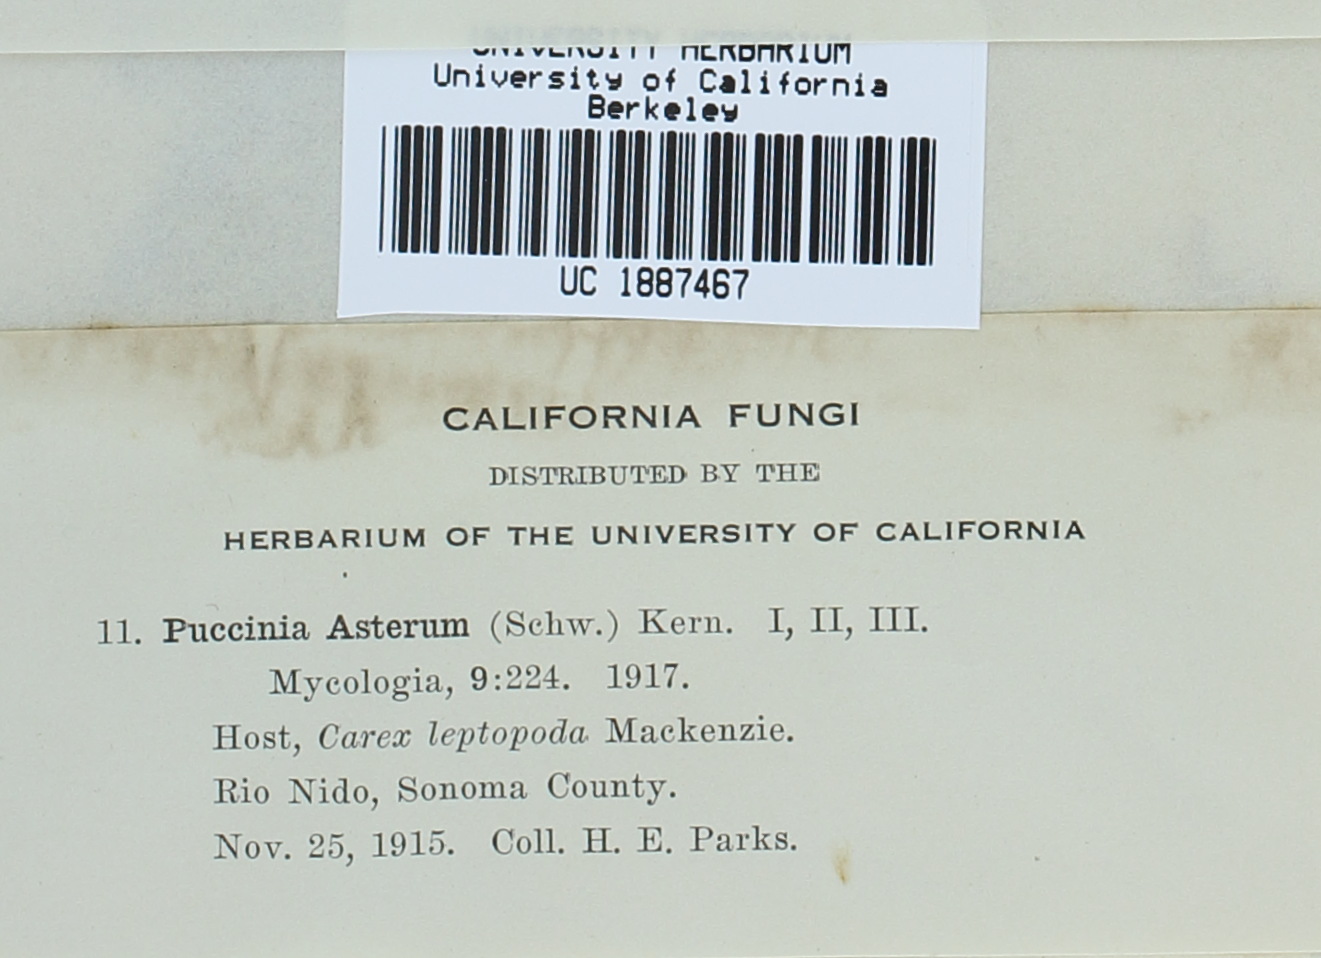 UNIVERSITY HERBARIUM
University of California
Berkeley
UC 1887467
CALIFORNIA FUNGI
DISTRIBUTED BY THE
HERBARIUM OF THE UNIVERSITY OF CALIFORNIA
11. Puccinia Asterum (Schw.) Kern. I, II, III.
Mycologia, 9:224. 1917.
Host, Carex leptopoda Mackenzie.
Rio Nido, Sonoma County.
Nov. 25, 1915. Coll. H. E. Parks.